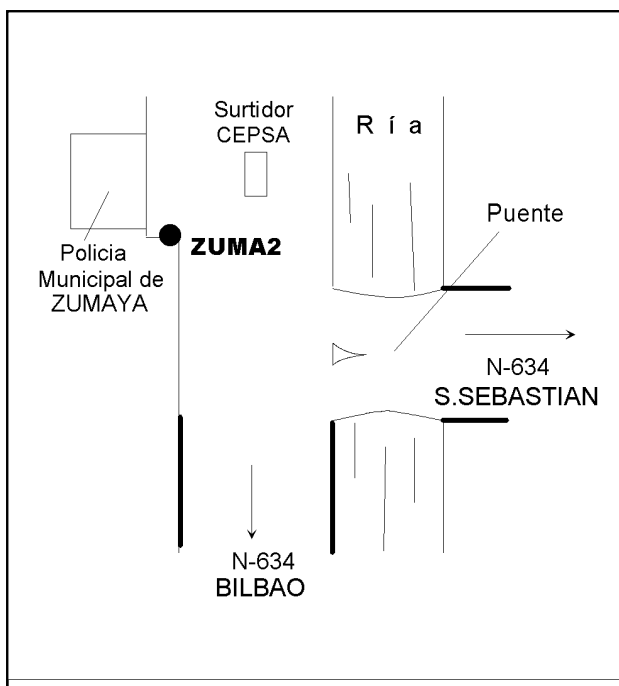 Surtidor
CEPSA
R í a
Puente
ZUMA2
Policia
Municipal de
ZUMAYA
N-634
S.SEBASTIAN
N-634
BILBAO